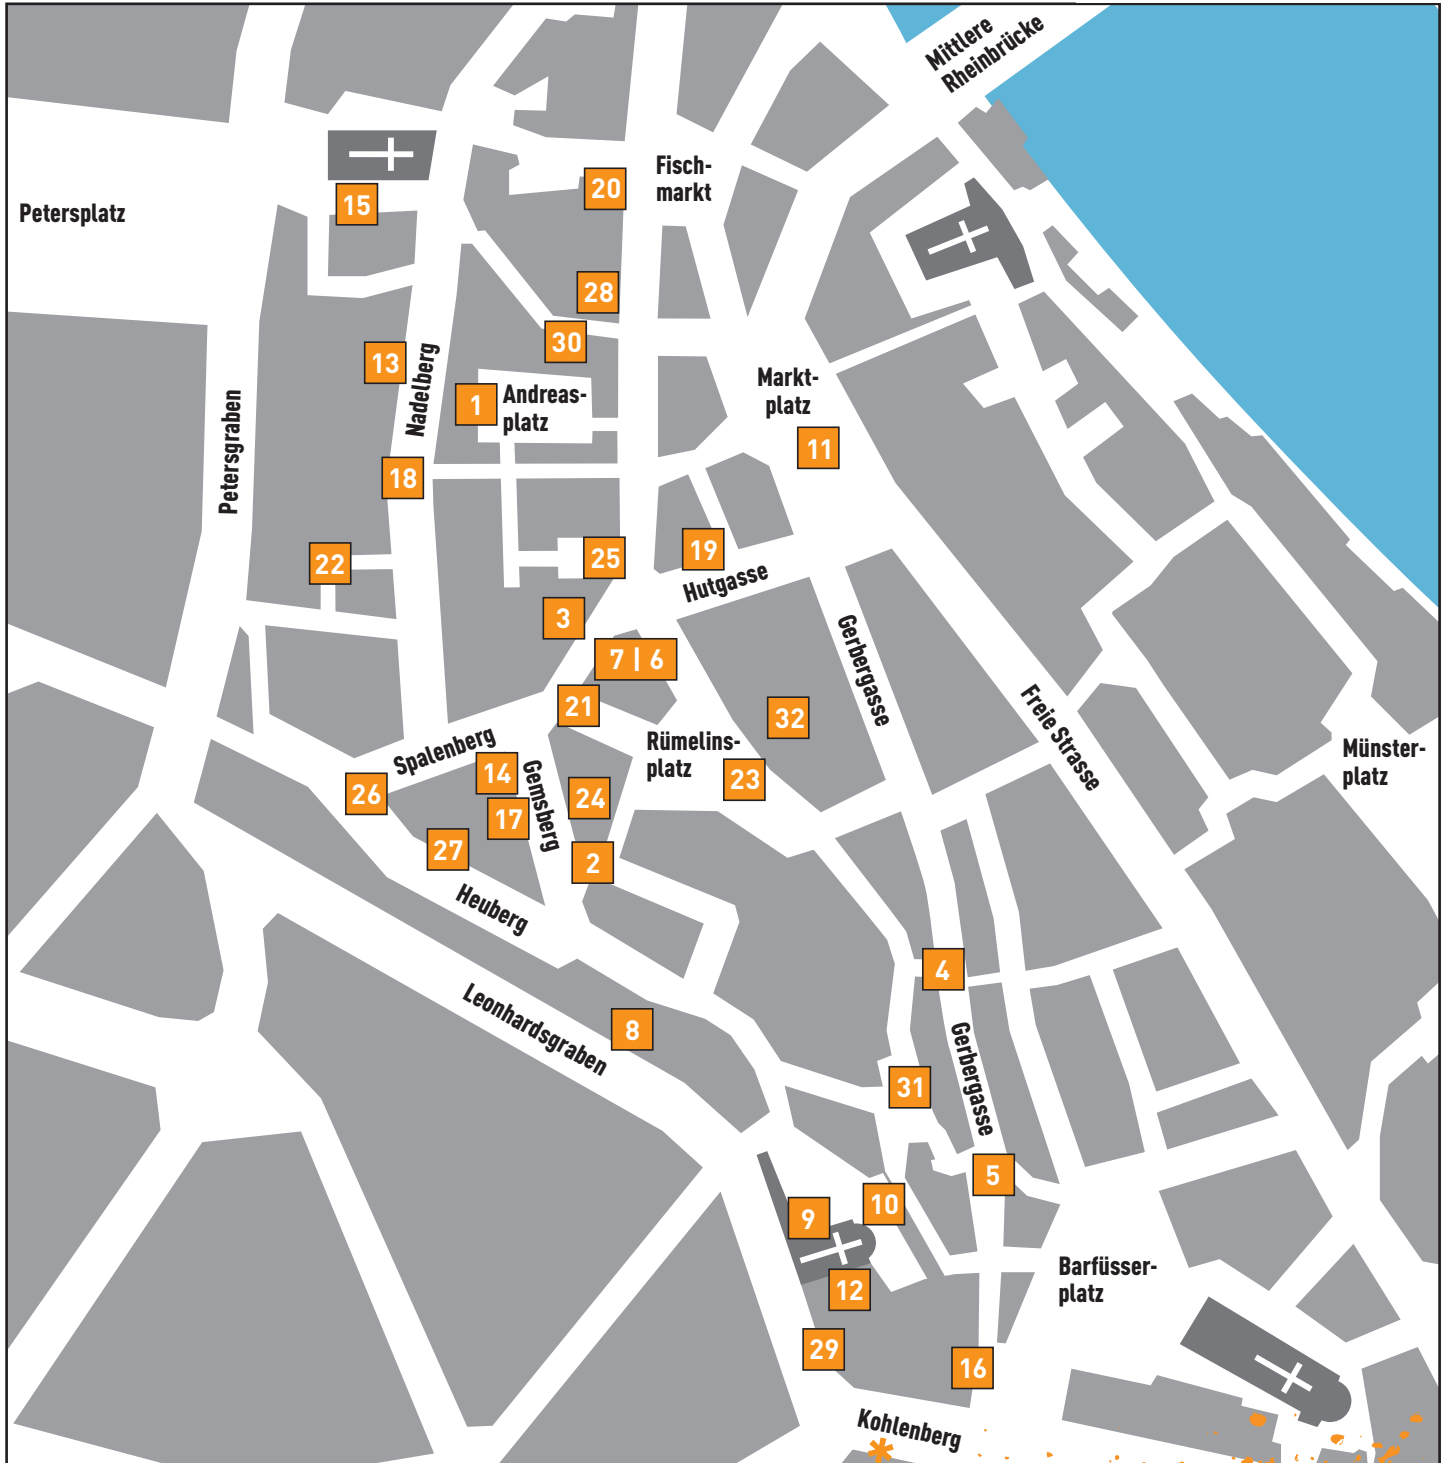 Mittlere
Rheinbrücke
Fisch-
markt
20
15
Petersplatz
28
30
13
Nadelberg
Markt-
platz
1
Andreas-
platz
Petersgraben
11
18
19
25
22
Hutgasse
3
Gerbergasse
7 | 6
21
32
Freie Strasse
Rümelins-
platz
Münster-
platz
Spalenberg
14
23
26
24
Gemsberg
17
27
2
Heuberg
4
Leonhardsgraben
8
Gerbergasse
31
5
10
9
Barfüsser-
platz
12
29
16
Kohlenberg